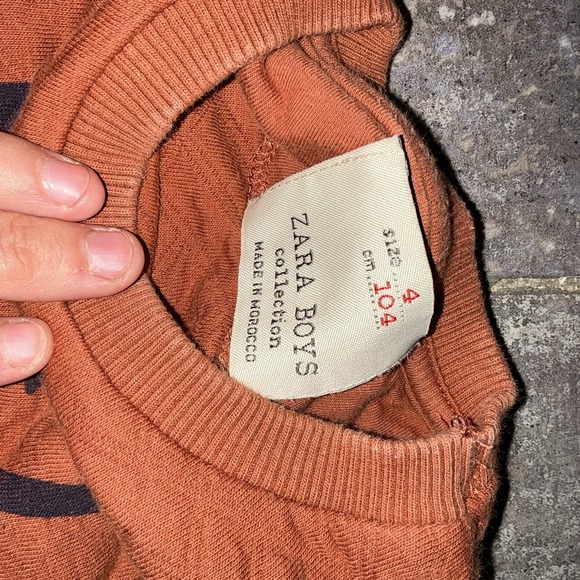 ZARA BOYS
collection
MADE IN MOROCCO
size 4
cm 104